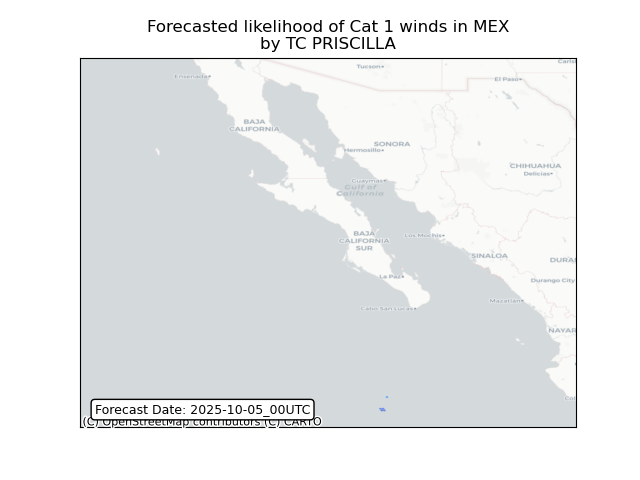 Forecasted likelihood of Cat 1 winds in MEX
by TC PRISCILLA
Tucson
El Paso
Ensenada
BAJA
CALIFORNIA
SONORA
Hermosillo
CHIHUAHUA
Delicias
Guaymas
Gulf of
California
BAJA
CALIFORNIA
SUR
Los Mochis
SINALOA
DURAN
La Paz
Durango City
Mazatlán
Cabo San Lucas
NAYAR
Forecast Date: 2025-10-05_00UTC
(C) OpenStreetMap contributors (C) CARTO